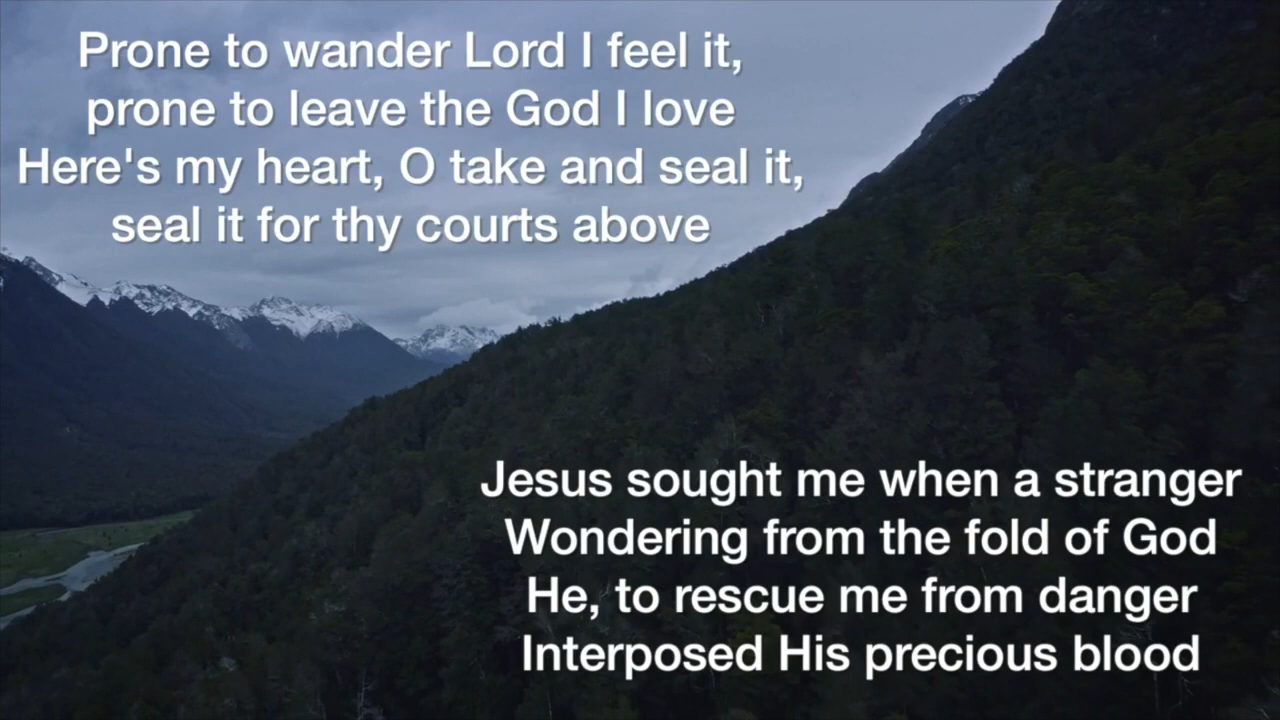 Prone to wander Lord I feel it,
prone to leave the God I love
Here's my heart, O take and seal it,
seal it for thy courts above
Jesus sought me when a stranger
Wondering from the fold of God
He, to rescue me from danger
Interposed His precious blood